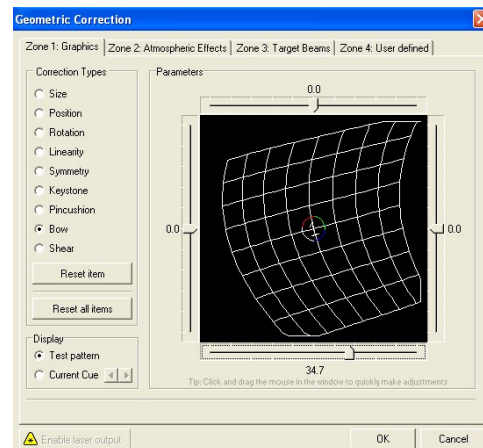 Geometric Correction
Zone 1: Graphics Zone 2: Atmospheric Effects Zone 3: Target Beams Zone 4: User defined
Correction Types
Size
Position
Rotation
Linearity
Symmetry
Keystone
Pincushion
Bow
Shear
Reset item
Reset all items
Display
Test pattern
Current Cue
Parameters
0.0
0.0
0.0
34.7
Tip: Click and drag the mouse in the window to quickly make adjustments
Enable laser output
OK
Cancel